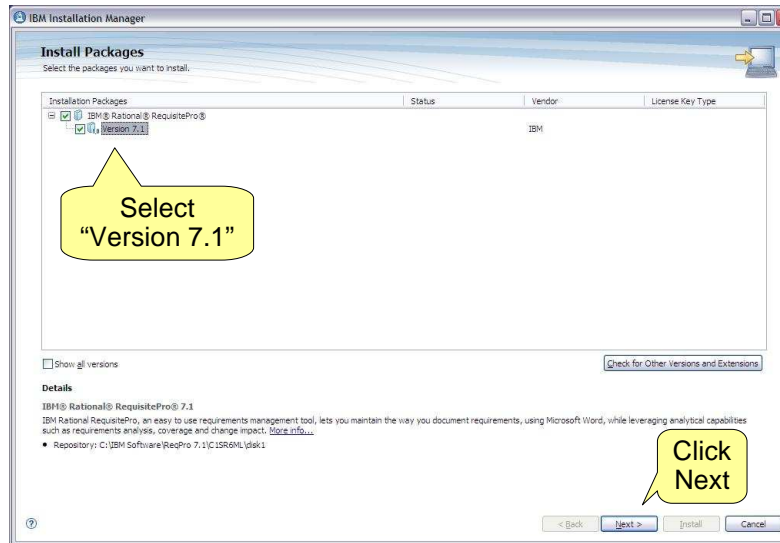 IBM Installation Manager
Install Packages
Select the packages you want to install.
Installation Packages Status Vendor License Key Type
IBM® Rational® RequisitePro®
Version 7.1 IBM
Select
“Version 7.1”
Show all versions
Check for Other Versions and Extensions
Details
IBM® Rational® RequisitePro® 7.1
IBM Rational RequisitePro, an easy to use requirements management tool, lets you maintain the way you document requirements, using Microsoft Word, while leveraging analytical capabilities
such as requirements analysis, coverage and change impact. More info...
• Repository: C:\IBM Software\ReqPro 7.1\C1SR6ML\disk1
Click
Next
< Back Next > Install Cancel